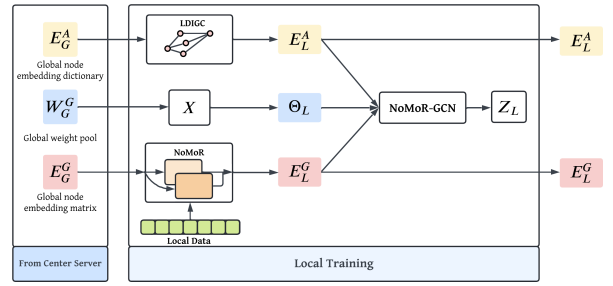 E_G^A
Global node
embedding dictionary
W_G^G
Global weight pool
E_G^G
Global node
embedding matrix
From Center Server
LDIGC
E_L^A
X
Θ_L
NoMoR
E_L^G
Local Data
NoMoR-GCN
Z_L
Local Training
E_L^A
E_L^G